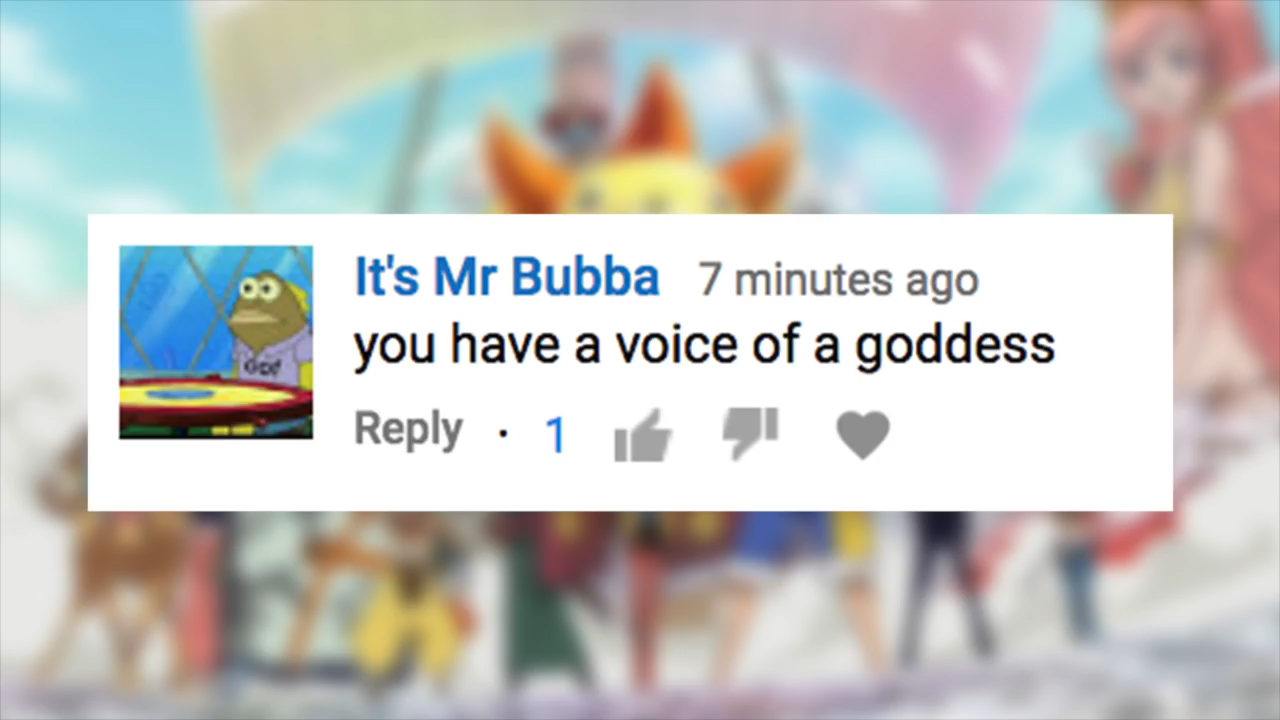 It's Mr Bubba 7 minutes ago
you have a voice of a goddess
Reply · 1